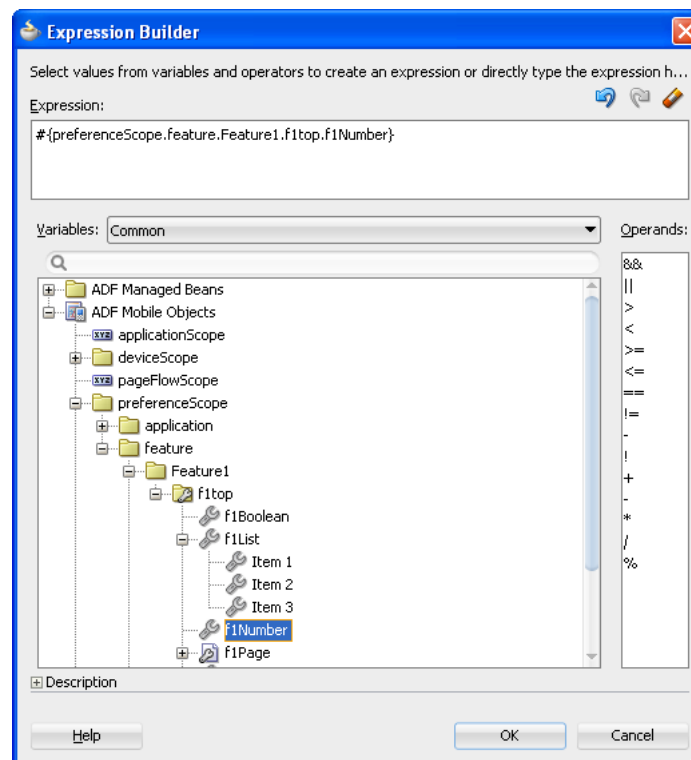 Expression Builder
Select values from variables and operators to create an expression or directly type the expression h...
Expression:
#{preferenceScope.feature.Feature1.f1top.f1Number}
Variables: Common
Operands:
ADF Managed Beans
ADF Mobile Objects
xyz applicationScope
deviceScope
xyz pageFlowScope
preferenceScope
application
feature
Feature1
f1top
f1Boolean
f1List
Item 1
Item 2
Item 3
f1Number
f1Page
&&
||
>
<
>=
<=
==
!=
-
!
+
-
*
/
%
Description
Help
OK
Cancel